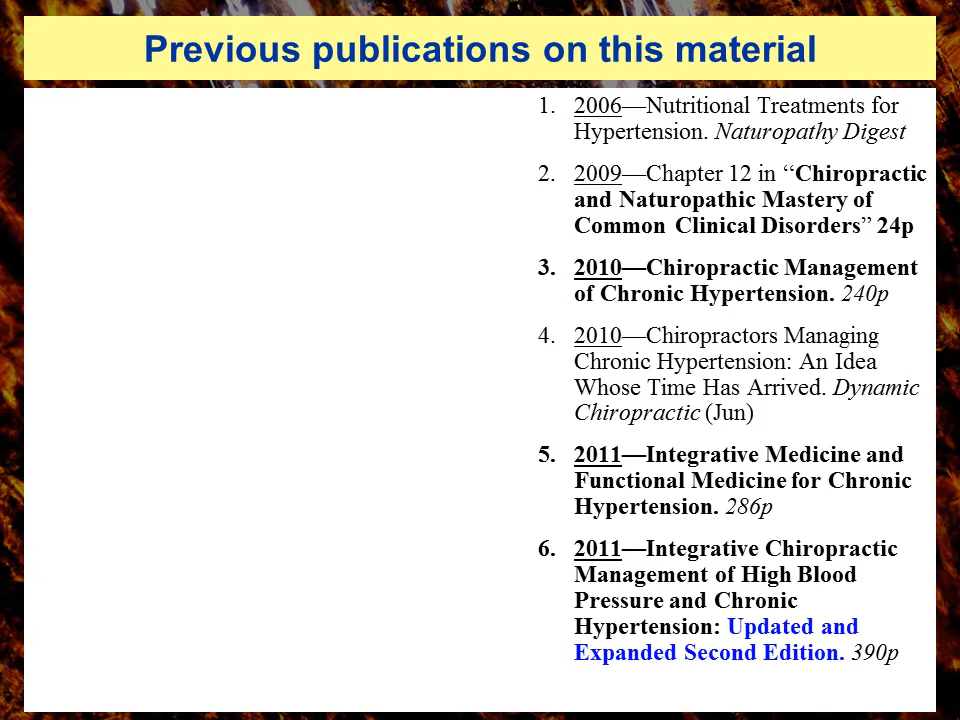 Previous publications on this material
1. 2006—Nutritional Treatments for
Hypertension. Naturopathy Digest
2. 2009—Chapter 12 in “Chiropractic
and Naturopathic Mastery of
Common Clinical Disorders” 24p
3. 2010—Chiropractic Management
of Chronic Hypertension. 240p
4. 2010—Chiropractors Managing
Chronic Hypertension: An Idea
Whose Time Has Arrived. Dynamic
Chiropractic (Jun)
5. 2011—Integrative Medicine and
Functional Medicine for Chronic
Hypertension. 286p
6. 2011—Integrative Chiropractic
Management of High Blood
Pressure and Chronic
Hypertension: Updated and
Expanded Second Edition. 390p